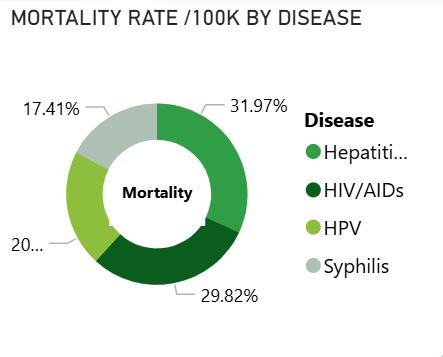 MORTALITY RATE /100K BY DISEASE
17.41%
31.97%
Disease
Hepatiti...
Mortality
HIV/AIDs
HPV
20...
Syphilis
29.82%